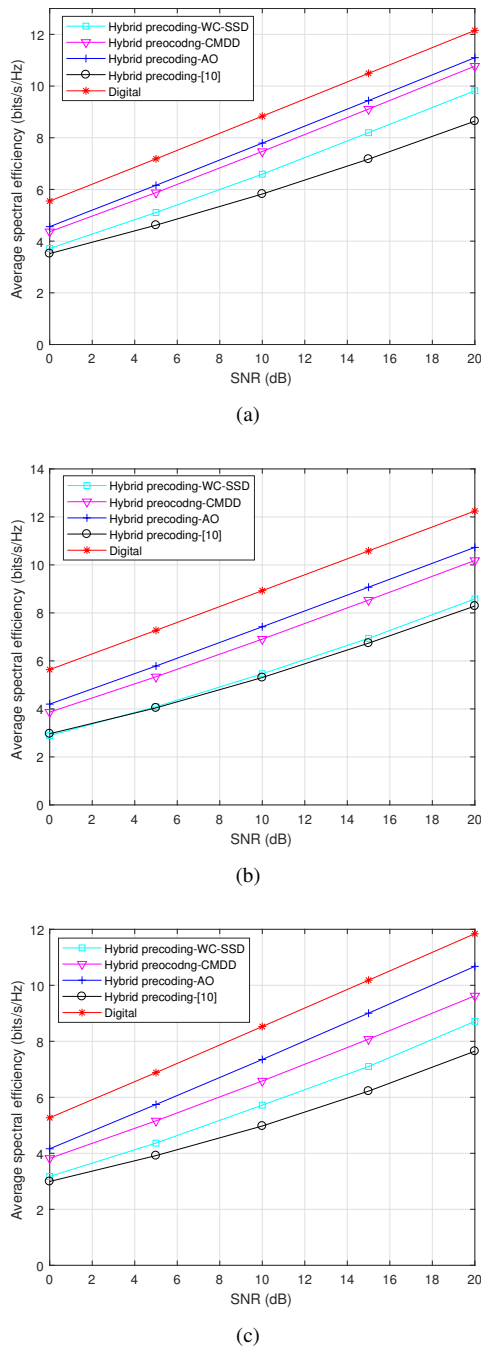 12
10
8
6
4
2
0
Average spectral efficiency (bits/s/Hz)
Hybrid precoding-WC-SSD
Hybrid preocodng-CMDD
Hybrid precoding-AO
Hybrid precoding-[10]
Digital
0 2 4 6 8 10 12 14 16 18 20
SNR (dB)
(a)
14
12
10
8
6
4
2
0
Average spectral efficiency (bits/s/Hz)
Hybrid precoding-WC-SSD
Hybrid preocodng-CMDD
Hybrid precoding-AO
Hybrid precoding-[10]
Digital
0 2 4 6 8 10 12 14 16 18 20
SNR (dB)
(b)
12
10
8
6
4
2
0
Average spectral efficiency (bits/s/Hz)
Hybrid precoding-WC-SSD
Hybrid preocodng-CMDD
Hybrid precoding-AO
Hybrid precoding-[10]
Digital
0 2 4 6 8 10 12 14 16 18 20
SNR (dB)
(c)